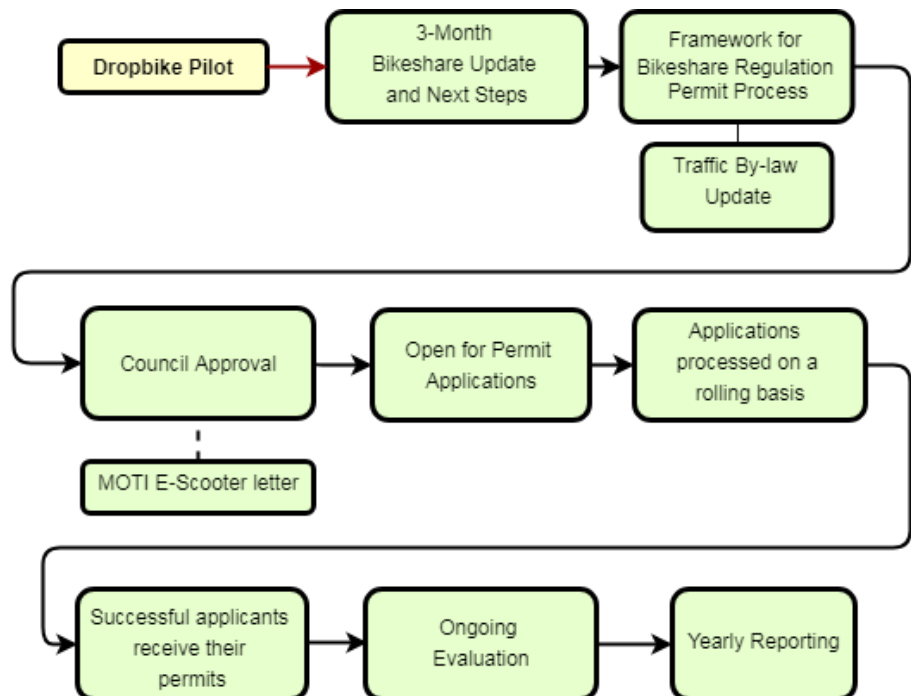 Dropbike Pilot
3-Month
Bikeshare Update
and Next Steps
Framework for
Bikeshare Regulation
Permit Process
Traffic By-law
Update
Council Approval
MOTI E-Scooter letter
Open for Permit
Applications
Applications
processed on a
rolling basis
Successful applicants
receive their
permits
Ongoing
Evaluation
Yearly Reporting